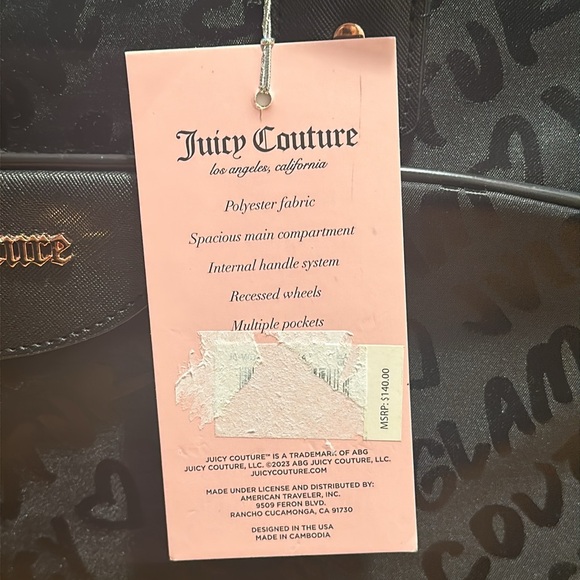 Juicy Couture
los angeles, california
Polyester fabric
Spacious main compartment
Internal handle system
Recessed wheels
Multiple pockets
MSRP: $140.00
JUICY COUTURE™ IS A TRADEMARK OF ABG
JUICY COUTURE, LLC. ©2023 ABG JUICY COUTURE, LLC.
JUICYCOUTURE.COM
MADE UNDER LICENSE AND DISTRIBUTED BY:
AMERICAN TRAVELER, INC.
9509 FERON BLVD.
RANCHO CUCAMONGA, CA 91730
DESIGNED IN THE USA
MADE IN CAMBODIA
GLAM